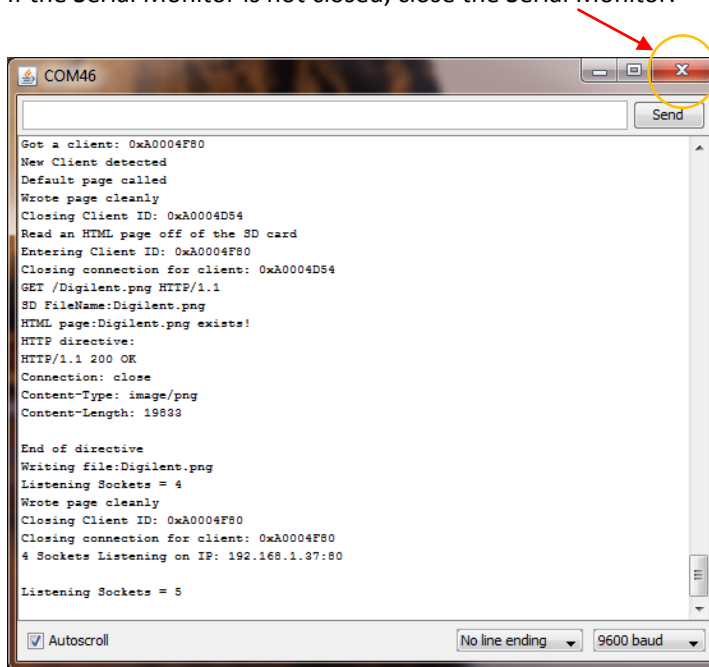 If the Serial Monitor is not closed, close the Serial Monitor.
COM46
Send
Got a client: 0xA0004F80
New Client detected
Default page called
Wrote page cleanly
Closing Client ID: 0xA0004D54
Read an HTML page off of the SD card
Entering Client ID: 0xA0004F80
Closing connection for client: 0xA0004D54
GET /Digilent.png HTTP/1.1
SD FileName:Digilent.png
HTML page:Digilent.png exists!
HTTP directive:
HTTP/1.1 200 OK
Connection: close
Content-Type: image/png
Content-Length: 19833
End of directive
Writing file:Digilent.png
Listening Sockets = 4
Wrote page cleanly
Closing Client ID: 0xA0004F80
Closing connection for client: 0xA0004F80
4 Sockets Listening on IP: 192.168.1.37:80
Listening Sockets = 5
Autoscroll
No line ending
9600 baud